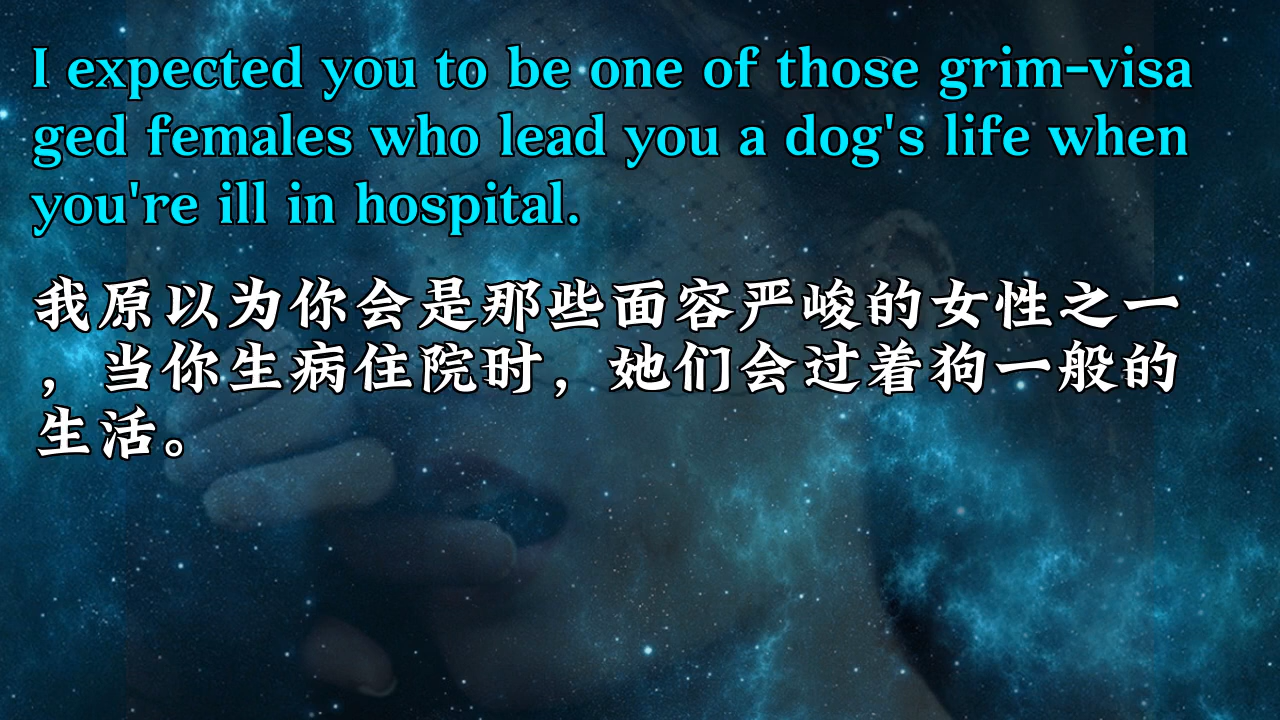 I expected you to be one of those grim-visa
ged females who lead you a dog's life when
you're ill in hospital.
我原以为你会是那些面容严峻的女性之一
，当你生病住院时，她们会过着狗一般的
生活。